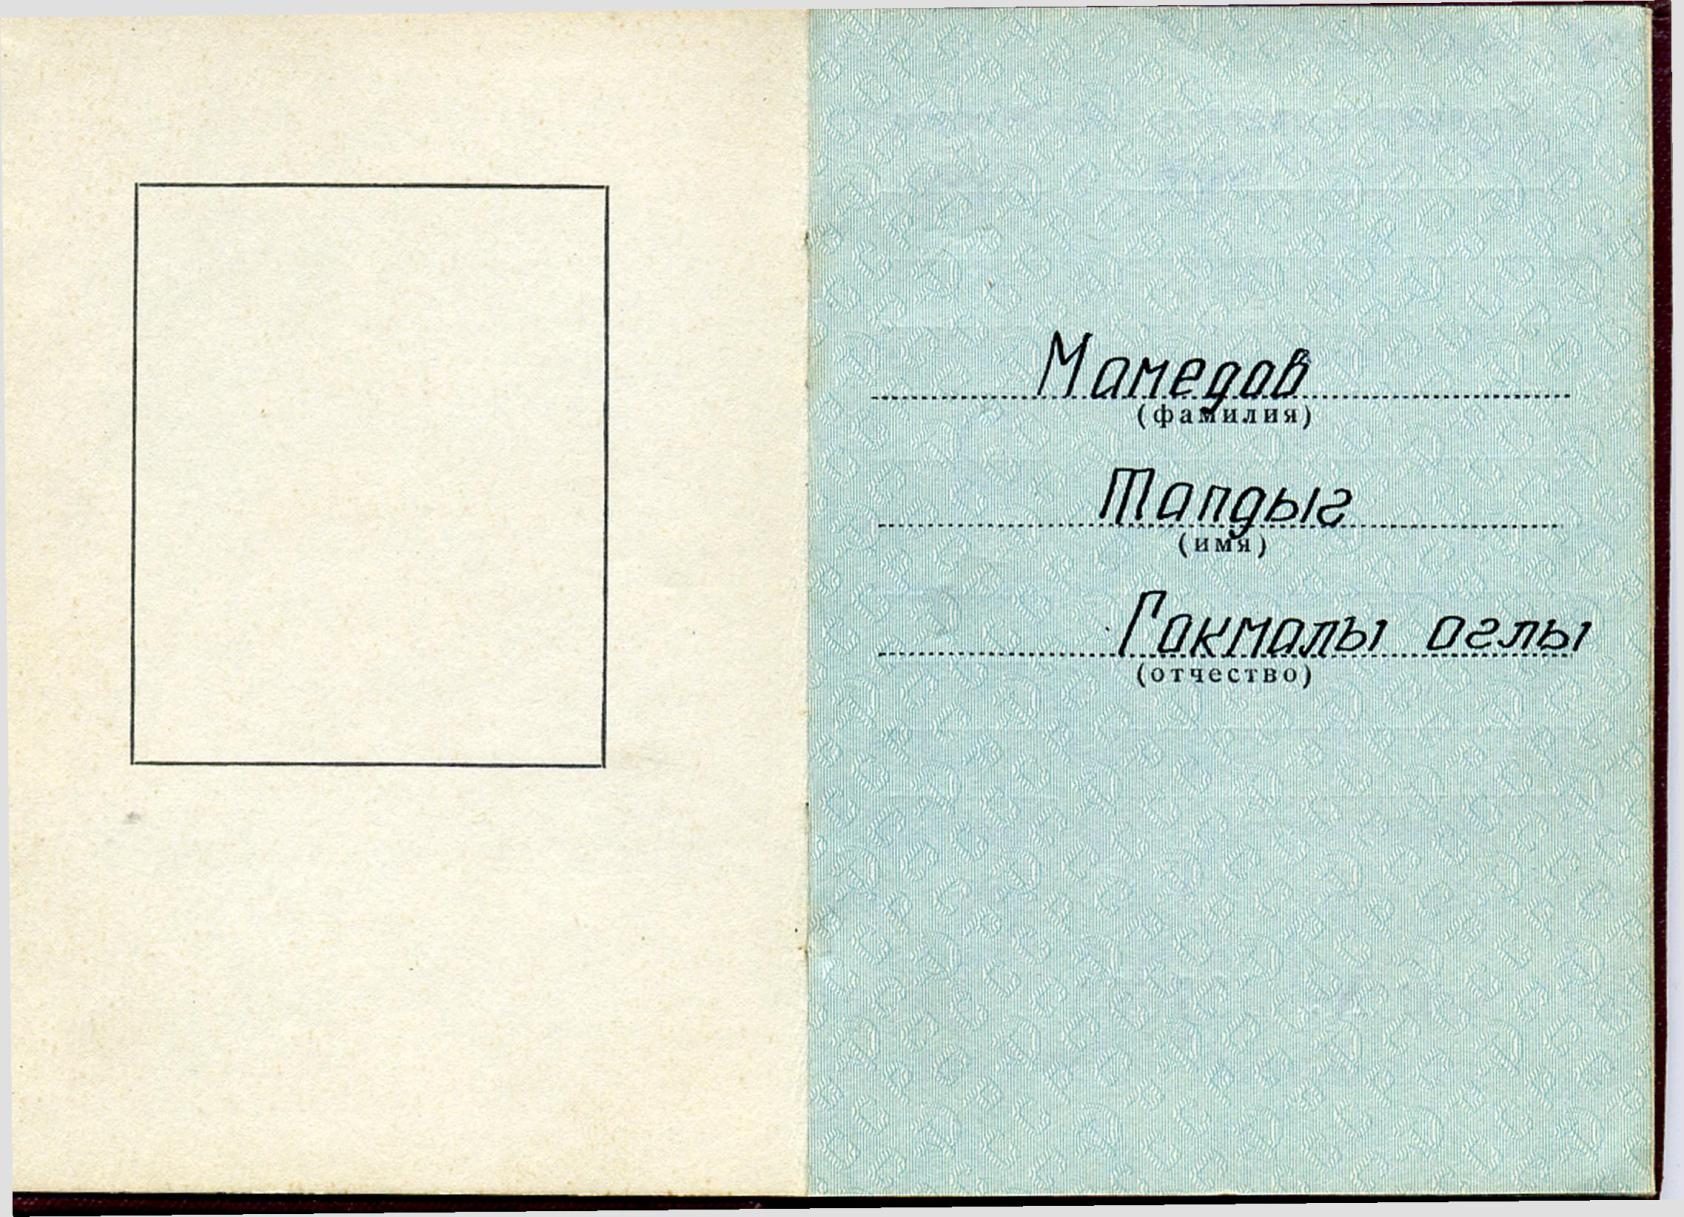 Мамедов
(фамилия)
Тапдыг
(имя)
Гакмалы оглы
(отчество)